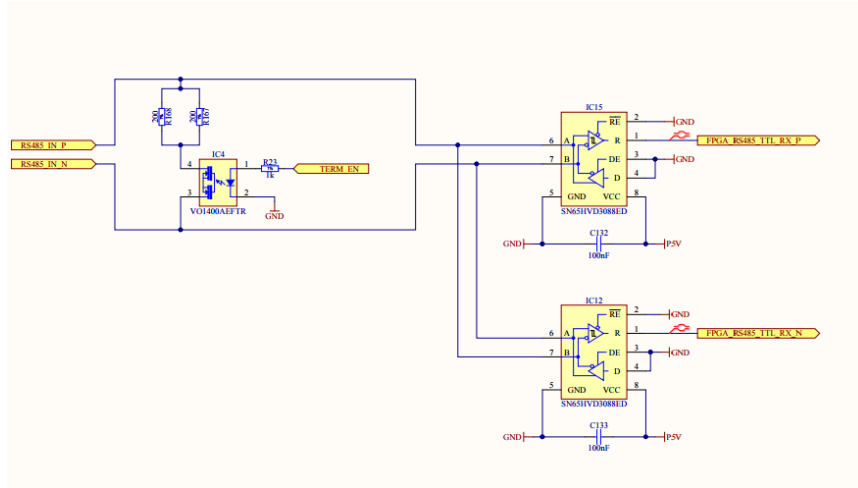 IC15
200
R168
200
R167
RE
2
GND
RS485_IN_P
6
A
R
1
FPGA_RS485_TTL_RX_P
RS485_IN_N
IC4
7
B
DE
3
GND
4
1
R23
TERM_EN
D
4
1k
3
2
5
GND
VCC
8
VO1400AEFTR
GND
SN65HVD3088ED
C132
GND
P5V
100nF
IC12
RE
2
GND
6
A
R
1
FPGA_RS485_TTL_RX_N
7
B
DE
3
GND
D
4
5
GND
VCC
8
SN65HVD3088ED
C133
GND
P5V
100nF